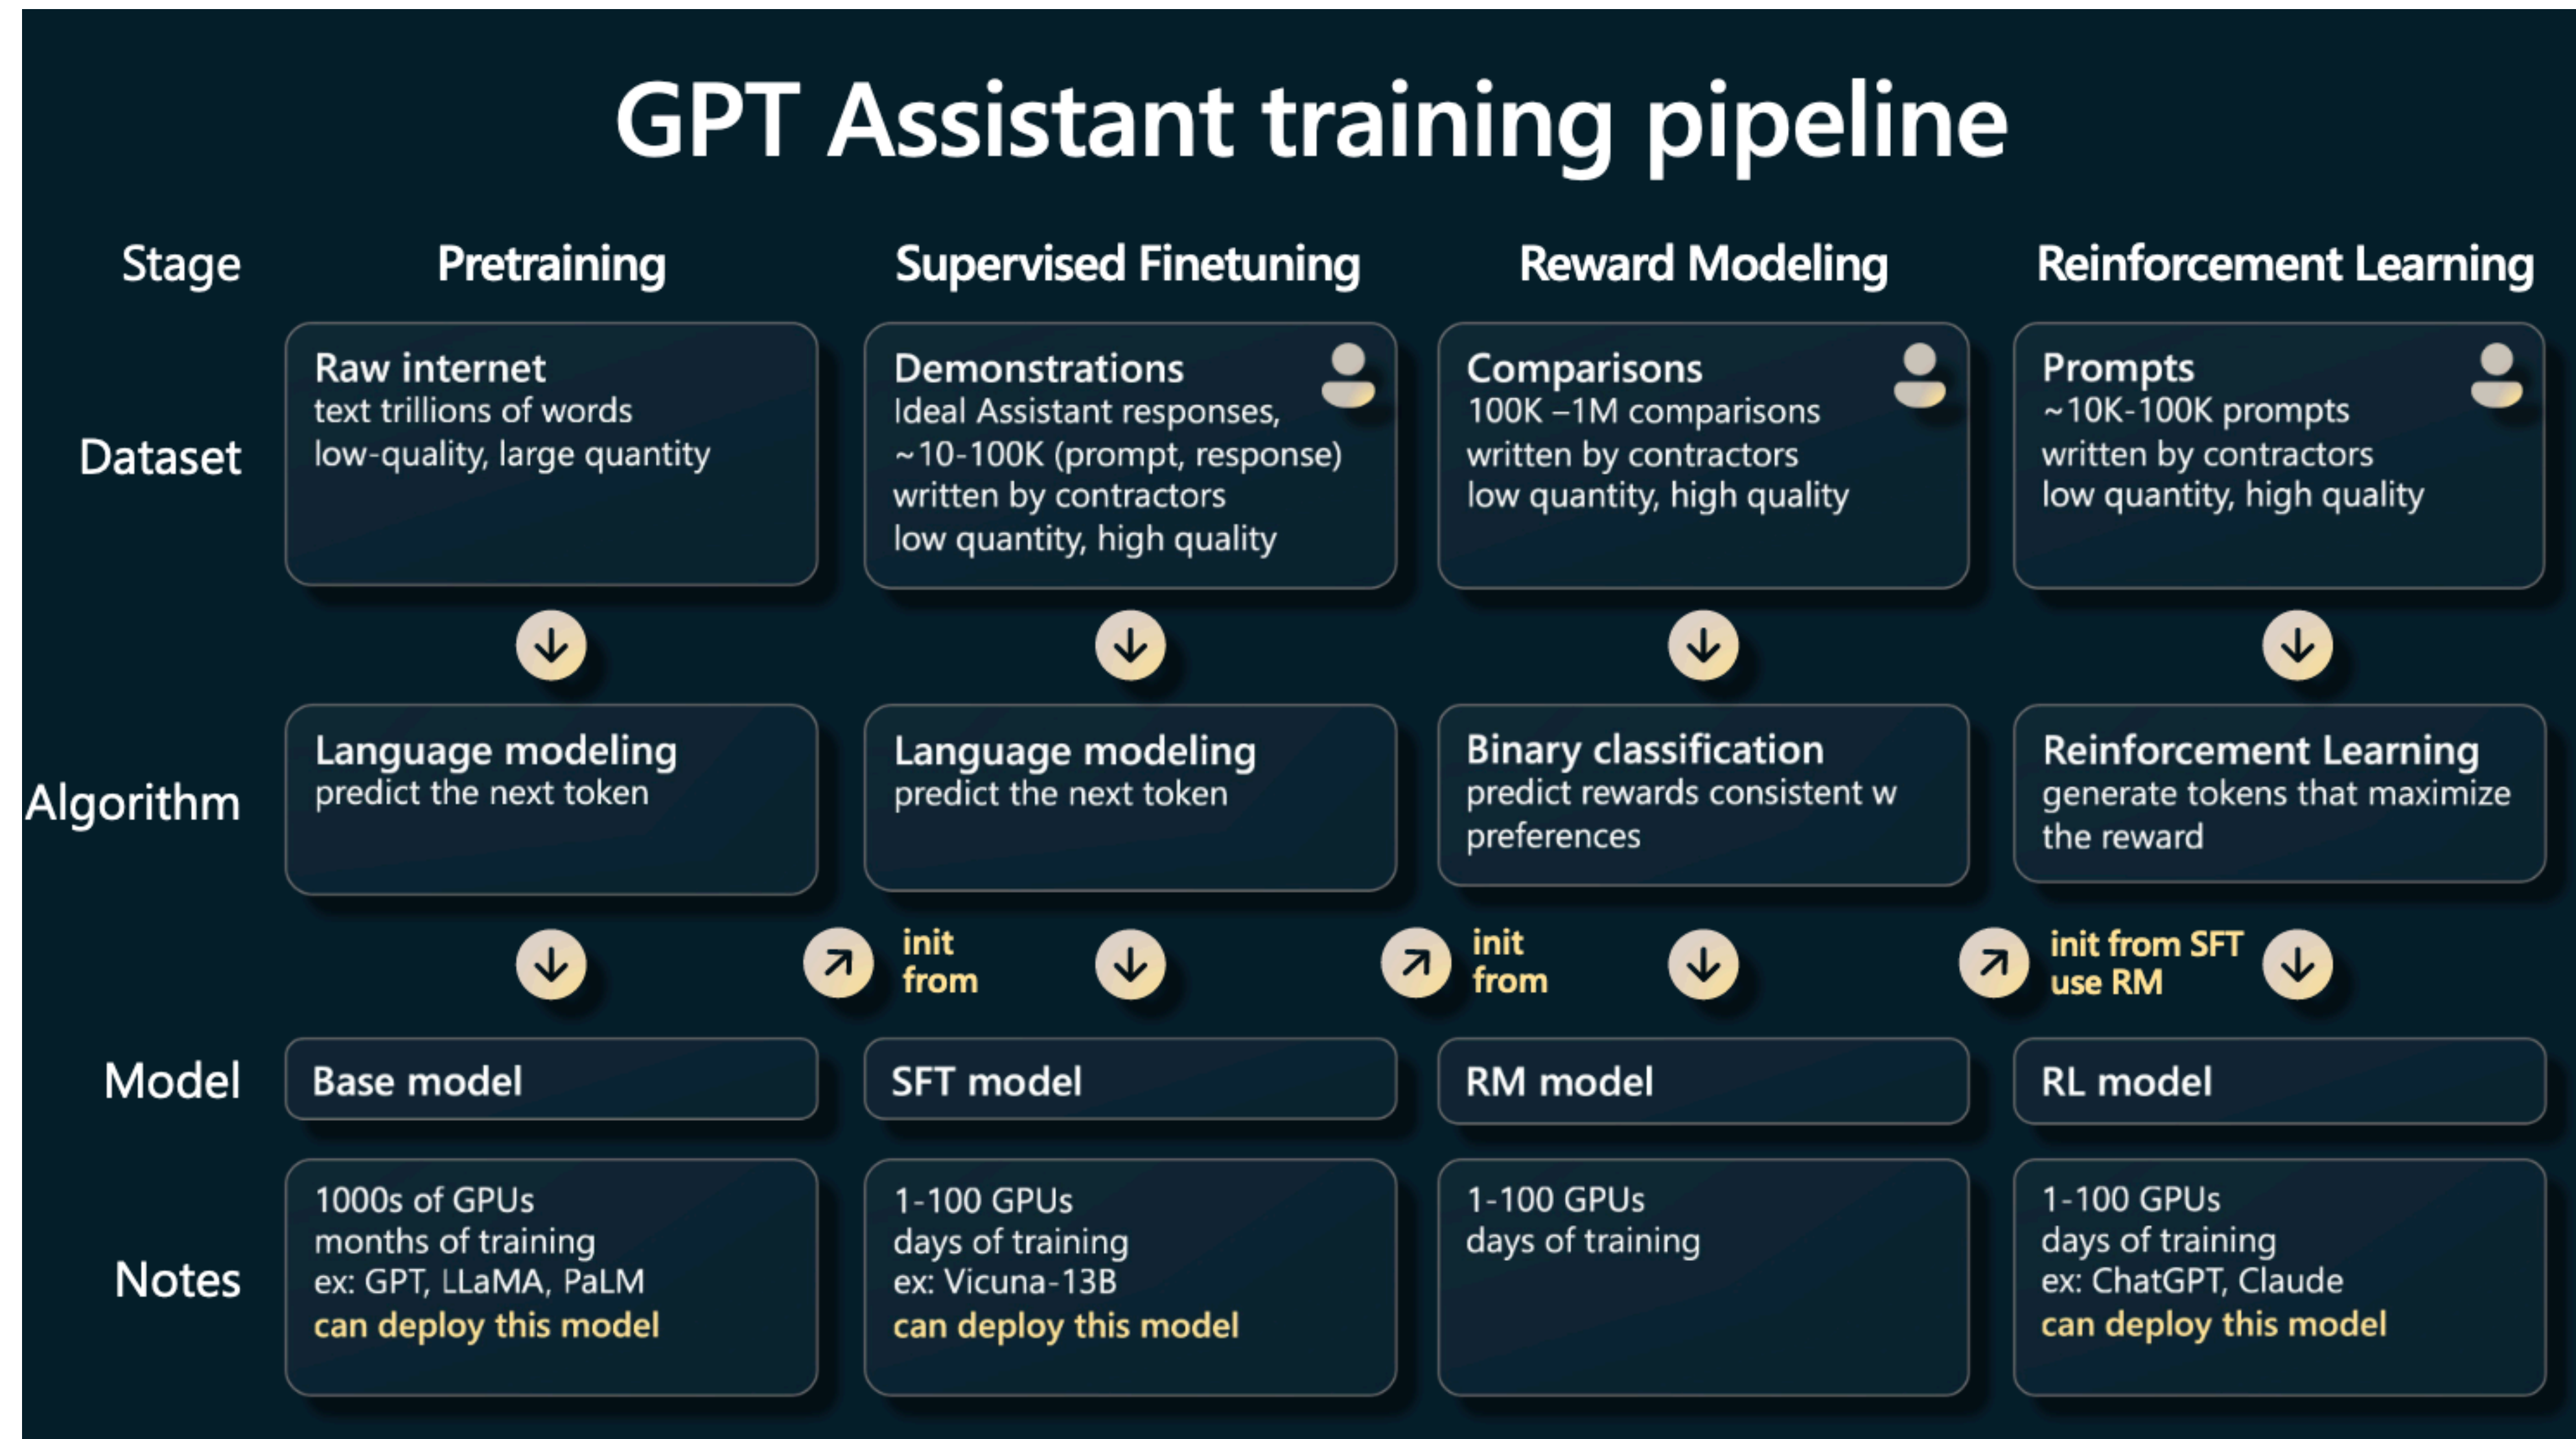 GPT Assistant training pipeline
Stage
Pretraining
Supervised Finetuning
Reward Modeling
Reinforcement Learning
Dataset
Raw internet
text trillions of words
low-quality, large quantity
Demonstrations
Ideal Assistant responses,
~10-100K (prompt, response)
written by contractors
low quantity, high quality
Comparisons
100K –1M comparisons
written by contractors
low quantity, high quality
Prompts
~10K-100K prompts
written by contractors
low quantity, high quality
Algorithm
Language modeling
predict the next token
Language modeling
predict the next token
Binary classification
predict rewards consistent w
preferences
Reinforcement Learning
generate tokens that maximize
the reward
init
from
init
from
init from SFT
use RM
Model
Base model
SFT model
RM model
RL model
Notes
1000s of GPUs
months of training
ex: GPT, LLaMA, PaLM
can deploy this model
1-100 GPUs
days of training
ex: Vicuna-13B
can deploy this model
1-100 GPUs
days of training
1-100 GPUs
days of training
ex: ChatGPT, Claude
can deploy this model